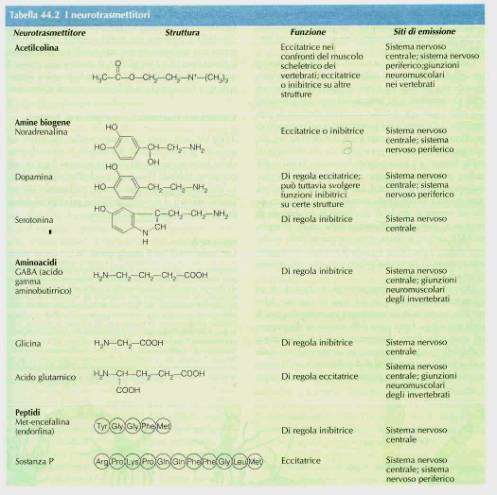 Tabella 44.2 I neurotrasmettitori
Neurotrasmettitore Struttura Funzione Siti di emissione
Acetilcolina
O
H3C—C—O—CH2—CH2—N+—(CH3)3
Eccitatrice nei
confronti del muscolo
scheletrico dei
vertebrati; eccitatrice
o inibitrice su altre
strutture
Sistema nervoso
centrale; sistema nervoso
periferico;giunzioni
neuromuscolari
nei vertebrati
Amine biogene
Noradrenalina
HO
HO CH—CH2—NH2
OH
Eccitatrice o inibitrice
Sistema nervoso
centrale; sistema
nervoso periferico
Dopamina
HO
HO CH2—CH2—NH2
Di regola eccitatrice;
può tuttavia svolgere
funzioni inibitrici
su certe strutture
Sistema nervoso
centrale; sistema
nervoso periferico
Serotonina
HO C—CH2—CH2—NH2
CH
N
H
Di regola inibitrice
Sistema nervoso
centrale
Aminoacidi
GABA (acido
gamma
aminobutirrico)
H2N—CH2—CH2—CH2—COOH
Di regola inibitrice
Sistema nervoso
centrale; giunzioni
neuromuscolari
degli invertebrati
Glicina
H2N—CH2—COOH
Di regola inibitrice
Sistema nervoso
centrale
Acido glutamico
H2N—CH—CH2—CH2—COOH
COOH
Di regola eccitatrice
Sistema nervoso
centrale; giunzioni
neuromuscolari
degli invertebrati
Peptidi
Met-encefalina
(endorfina)
Tyr Gly Gly Phe Met
Di regola inibitrice
Sistema nervoso
centrale
Sostanza P
Arg Pro Lys Pro Gln Gln Phe Phe Gly Leu Met
Eccitatrice
Sistema nervoso
centrale; sistema
nervoso periferico